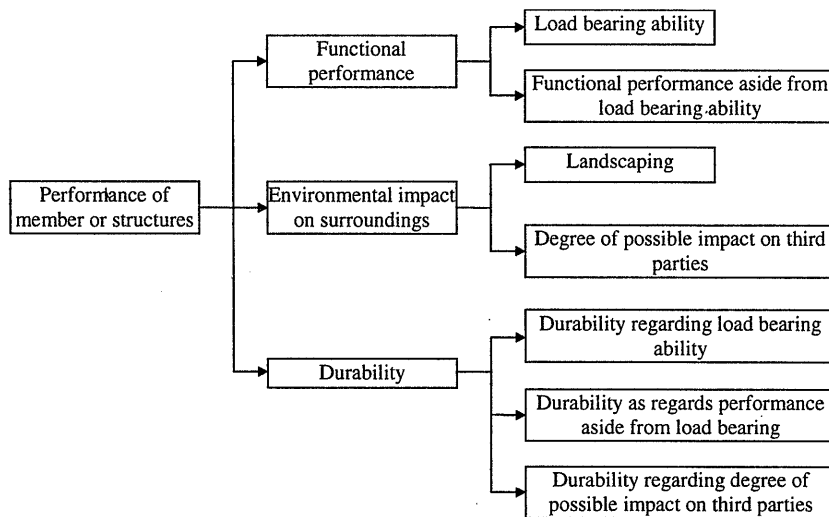 Load bearing ability
Functional
performance
Functional performance aside from
load bearing ability
Landscaping
Performance of
member or structures
Environmental impact
on surroundings
Degree of possible impact on third
parties
Durability regarding load bearing
ability
Durability
Durability as regards performance
aside from load bearing
Durability regarding degree of
possible impact on third parties